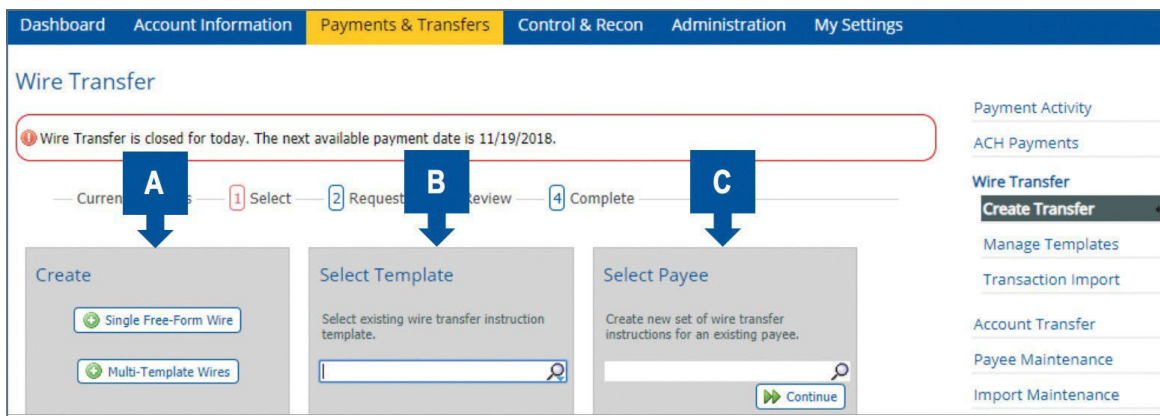 Dashboard Account Information Payments & Transfers Control & Recon Administration My Settings
Wire Transfer
Wire Transfer is closed for today. The next available payment date is 11/19/2018.
A
B
C
1 Select 2 Request Review 4 Complete
Create
Single Free-Form Wire
Multi-Template Wires
Select Template
Select existing wire transfer instruction
template.
Select Payee
Create new set of wire transfer
instructions for an existing payee.
Continue
Payment Activity
ACH Payments
Wire Transfer
Create Transfer
Manage Templates
Transaction Import
Account Transfer
Payee Maintenance
Import Maintenance